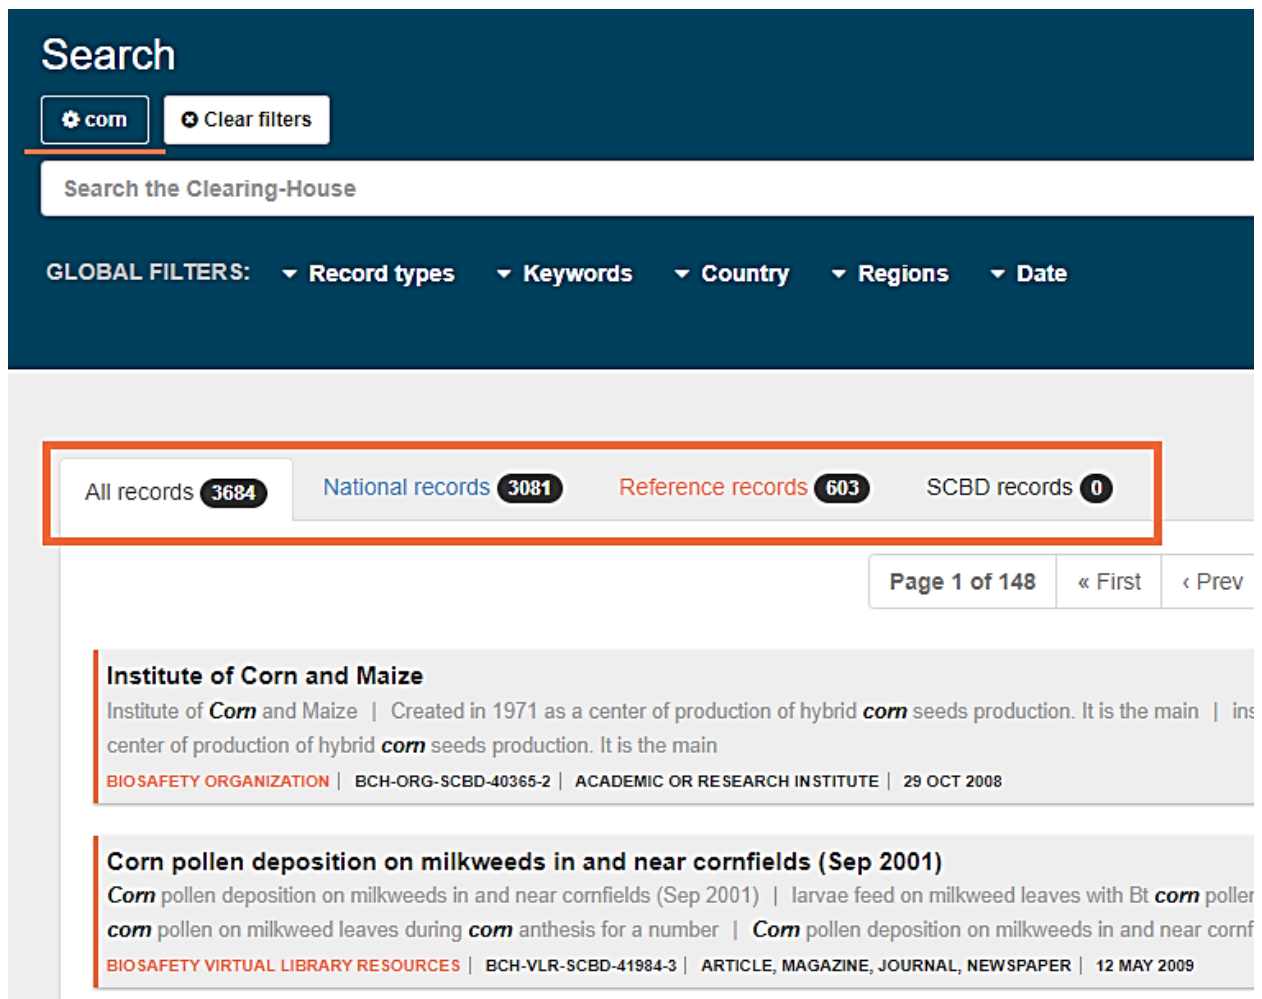 Search
corn
Clear filters
Search the Clearing-House
GLOBAL FILTERS: Record types Keywords Country Regions Date
All records 3684 National records 3081 Reference records 603 SCBD records 0
Page 1 of 148 « First ‹ Prev
Institute of Corn and Maize
Institute of Corn and Maize | Created in 1971 as a center of production of hybrid corn seeds production. It is the main | ins
center of production of hybrid corn seeds production. It is the main
BIOSAFETY ORGANIZATION | BCH-ORG-SCBD-40365-2 | ACADEMIC OR RESEARCH INSTITUTE | 29 OCT 2008
Corn pollen deposition on milkweeds in and near cornfields (Sep 2001)
Corn pollen deposition on milkweeds in and near cornfields (Sep 2001) | larvae feed on milkweed leaves with Bt corn pollen
corn pollen on milkweed leaves during corn anthesis for a number | Corn pollen deposition on milkweeds in and near cornf
BIOSAFETY VIRTUAL LIBRARY RESOURCES | BCH-VLR-SCBD-41984-3 | ARTICLE, MAGAZINE, JOURNAL, NEWSPAPER | 12 MAY 2009